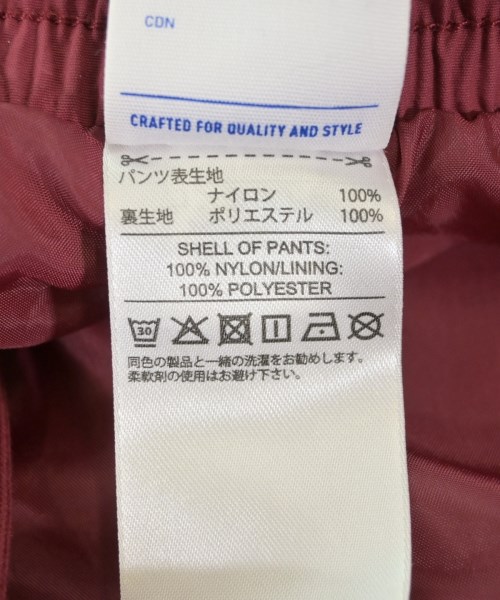 CDN
CRAFTED FOR QUALITY AND STYLE
パンツ表生地
ナイロン 100%
裏生地 ポリエステル 100%
SHELL OF PANTS:
100% NYLON/LINING:
100% POLYESTER
30
同色の製品と一緒の洗濯をお勧めします。
柔軟剤の使用はお避け下さい。